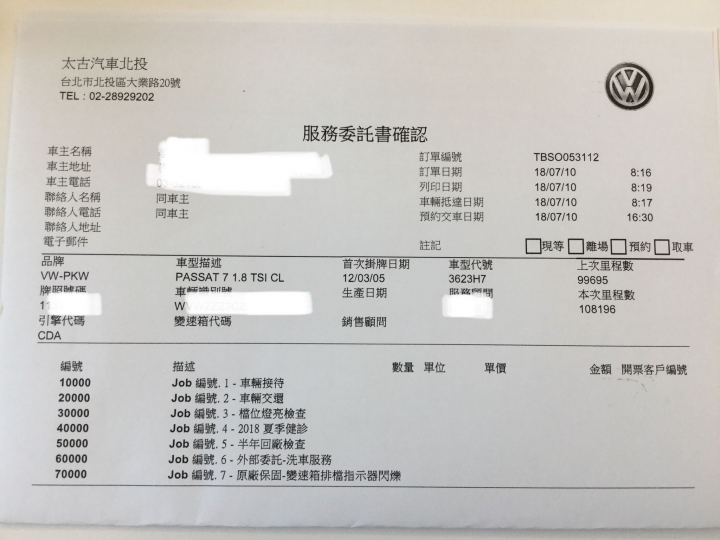 太古汽車北投
台北市北投區大業路20號
TEL : 02-28929202
服務委託書確認
車主名稱
車主地址
車主電話
聯絡人名稱 同車主
聯絡人電話 同車主
聯絡人地址
電子郵件
訂單編號 TBSO053112
訂單日期 18/07/10 8:16
列印日期 18/07/10 8:19
車輛抵達日期 18/07/10 8:17
預約交車日期 18/07/10 16:30
註記 現等 離場 預約 取車
品牌 車型描述 首次掛牌日期 車型代號 上次里程數
VW-PKW PASSAT 7 1.8 TSI CL 12/03/05 3623H7 99695
牌照號碼 車輛識別號 生產日期 服務顧問 本次里程數
108196
引擎代碼 變速箱代碼 銷售顧問
CDA
編號 描述 數量 單位 單價 金額 開票客戶編號
10000 Job 編號. 1 - 車輛接待
20000 Job 編號. 2 - 車輛交還
30000 Job 編號. 3 - 檔位燈亮檢查
40000 Job 編號. 4 - 2018 夏季健診
50000 Job 編號. 5 - 半年回廠檢查
60000 Job 編號. 6 - 外部委託-洗車服務
70000 Job 編號. 7 - 原廠保固-變速箱排檔指示器閃爍